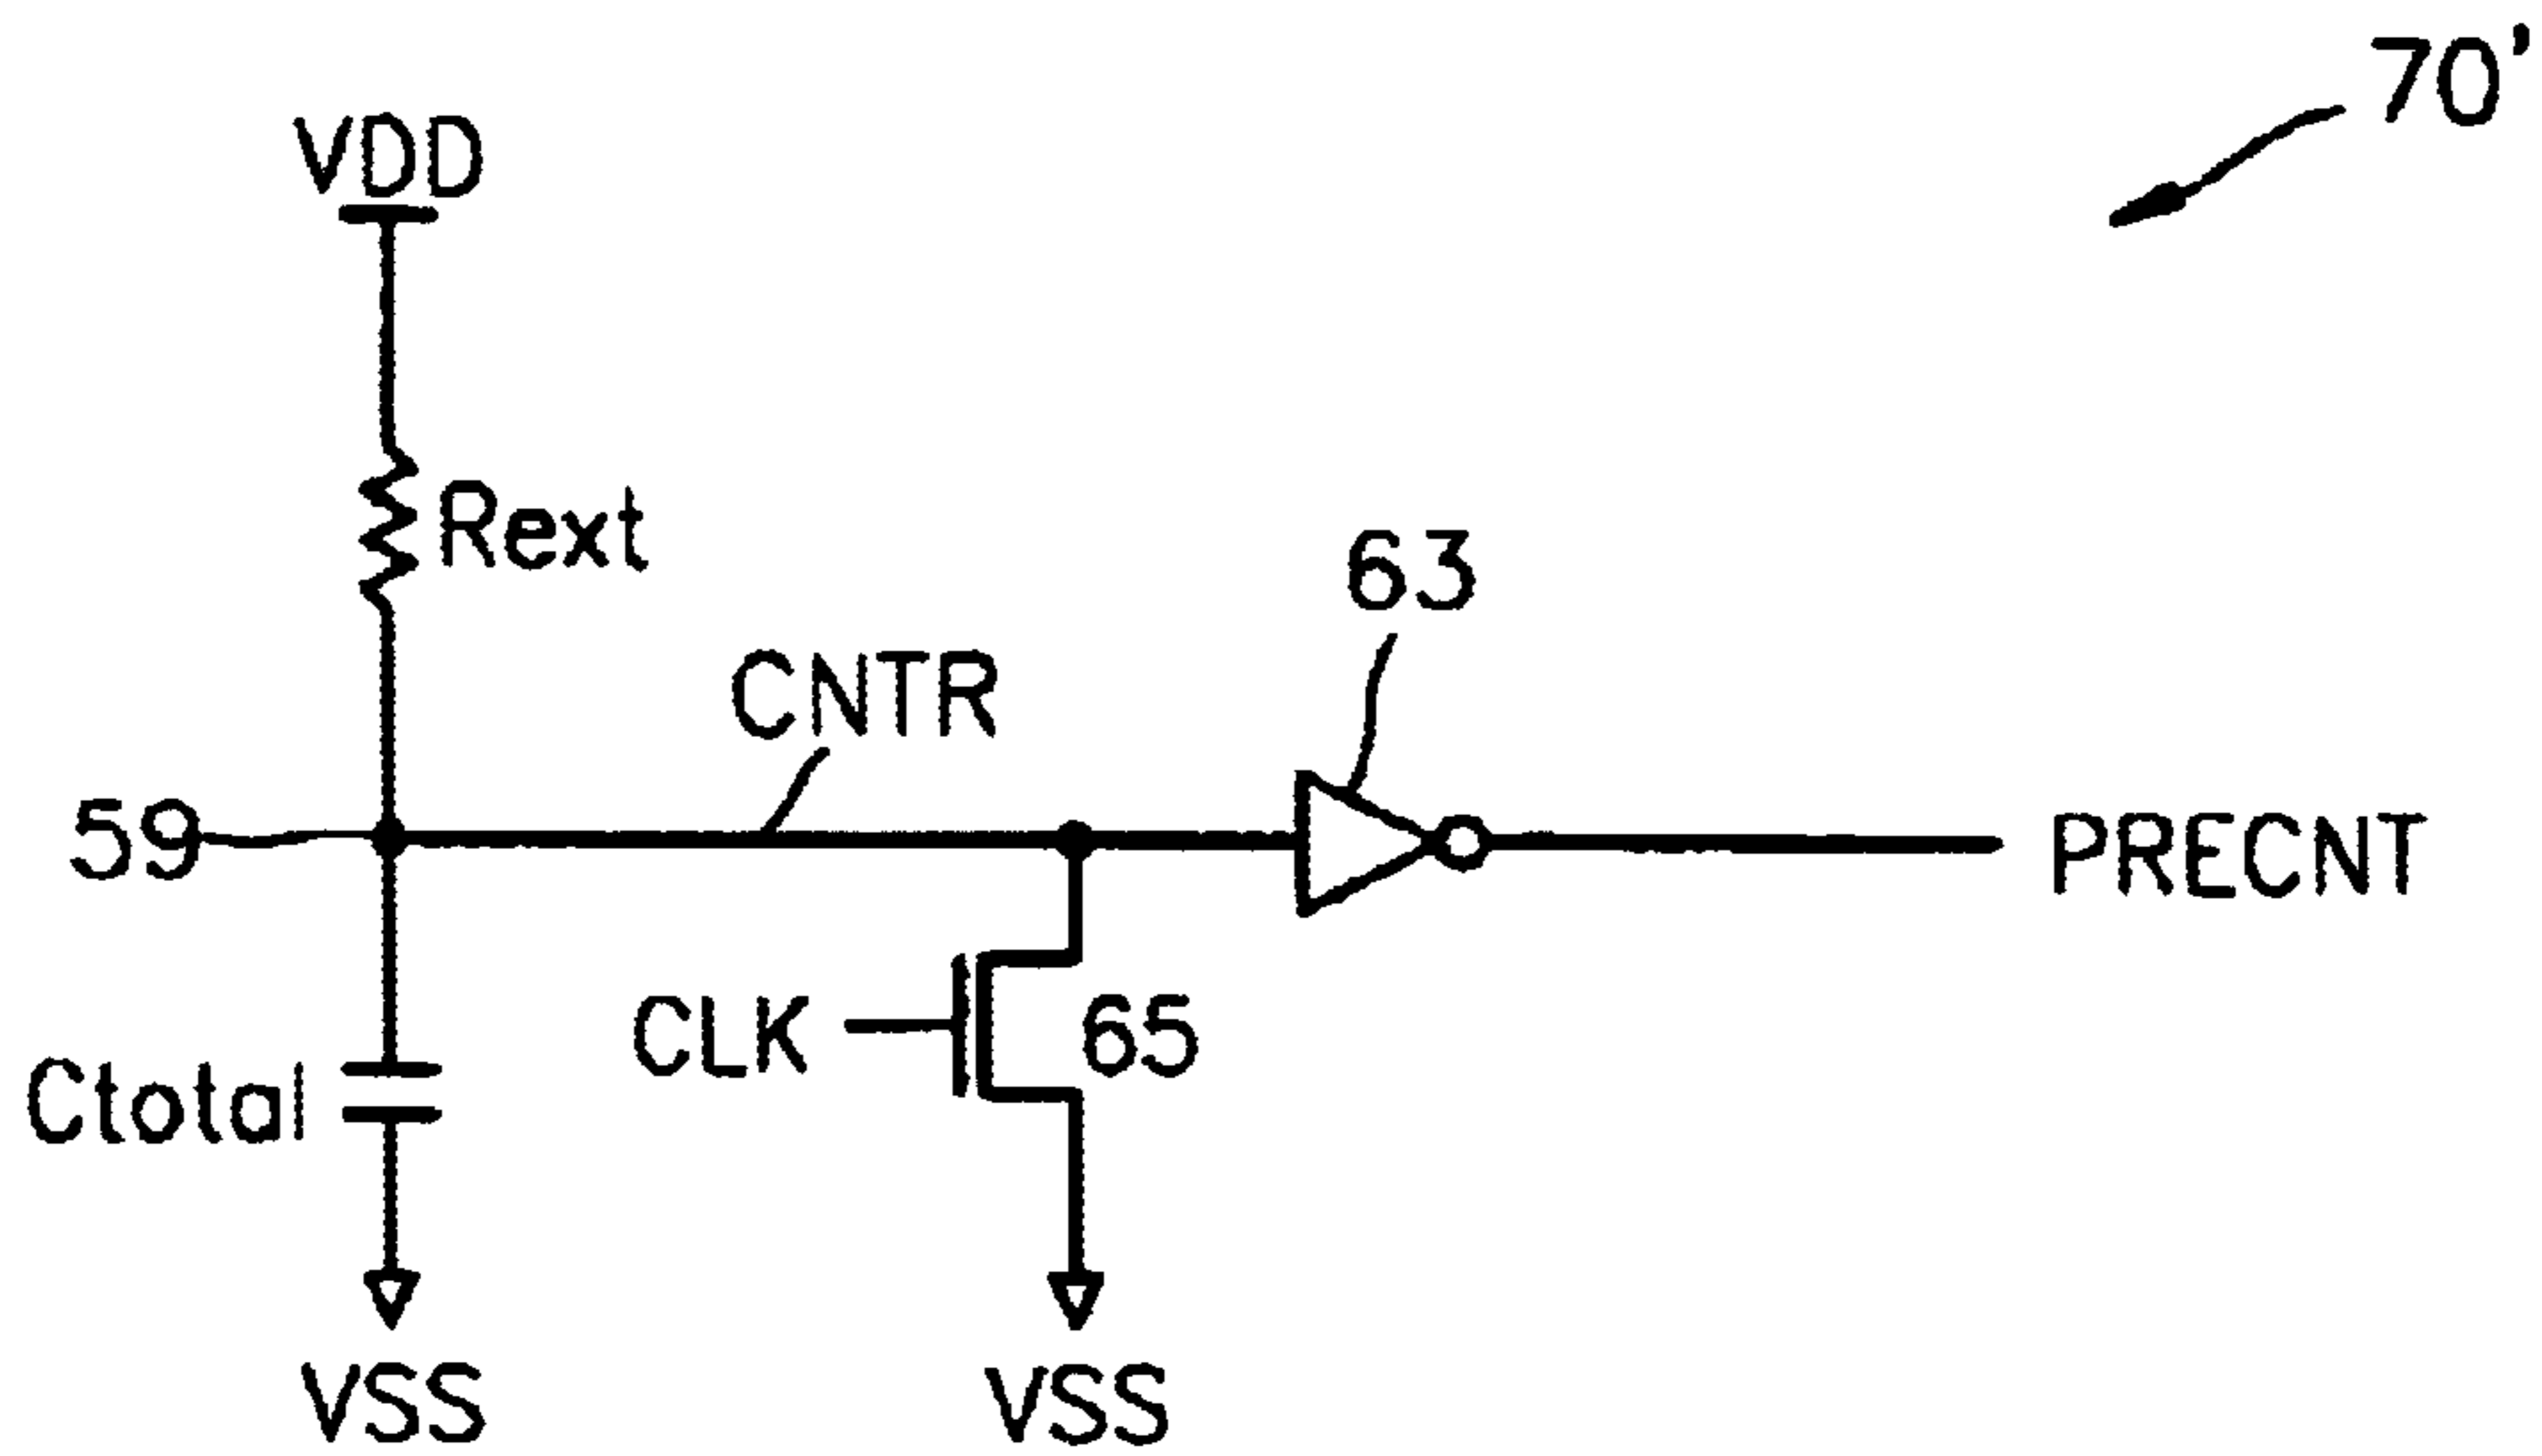 70'
VDD
Rext
63
CNTR
59
PRECNT
CLK
65
Ctotal
VSS
VSS